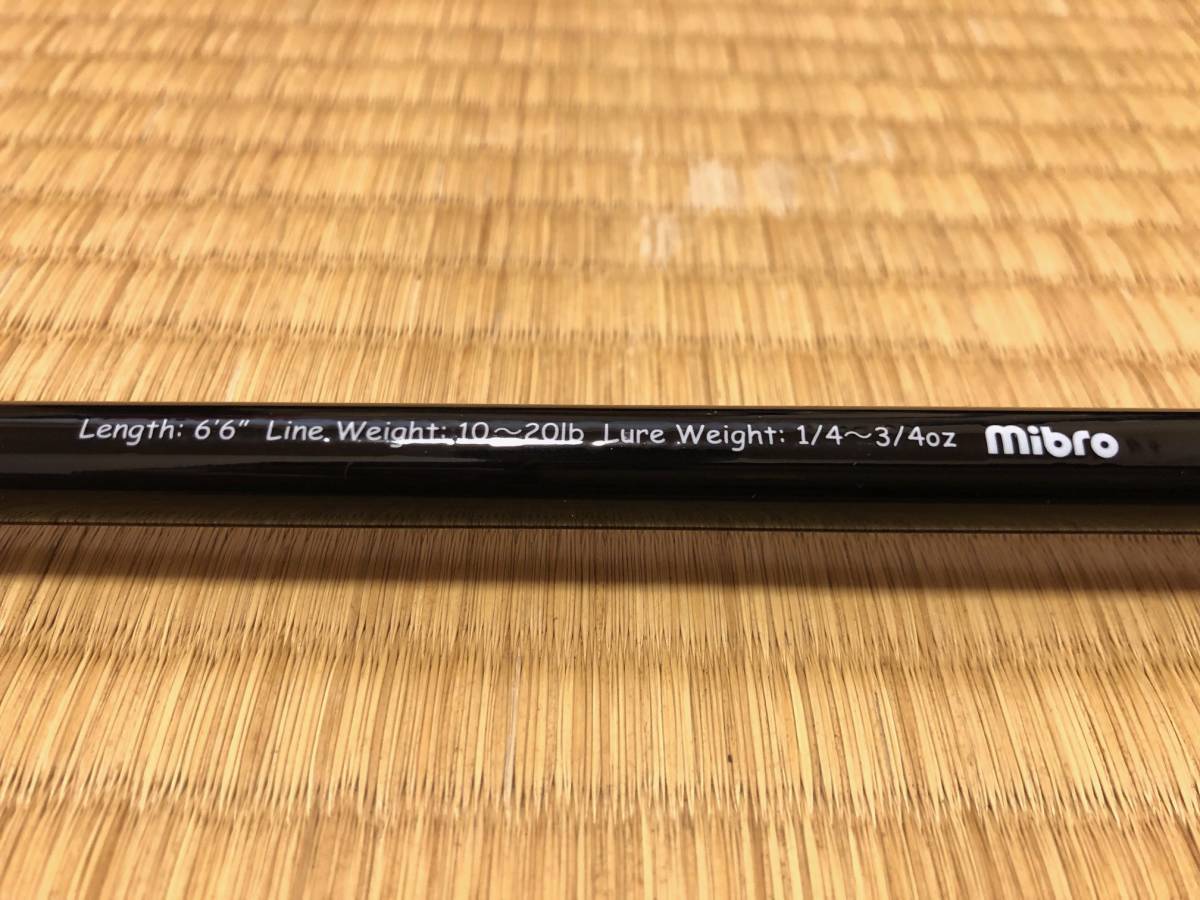 Length: 6'6" Line Weight: 10～20lb Lure Weight: 1/4～3/4oz mibro